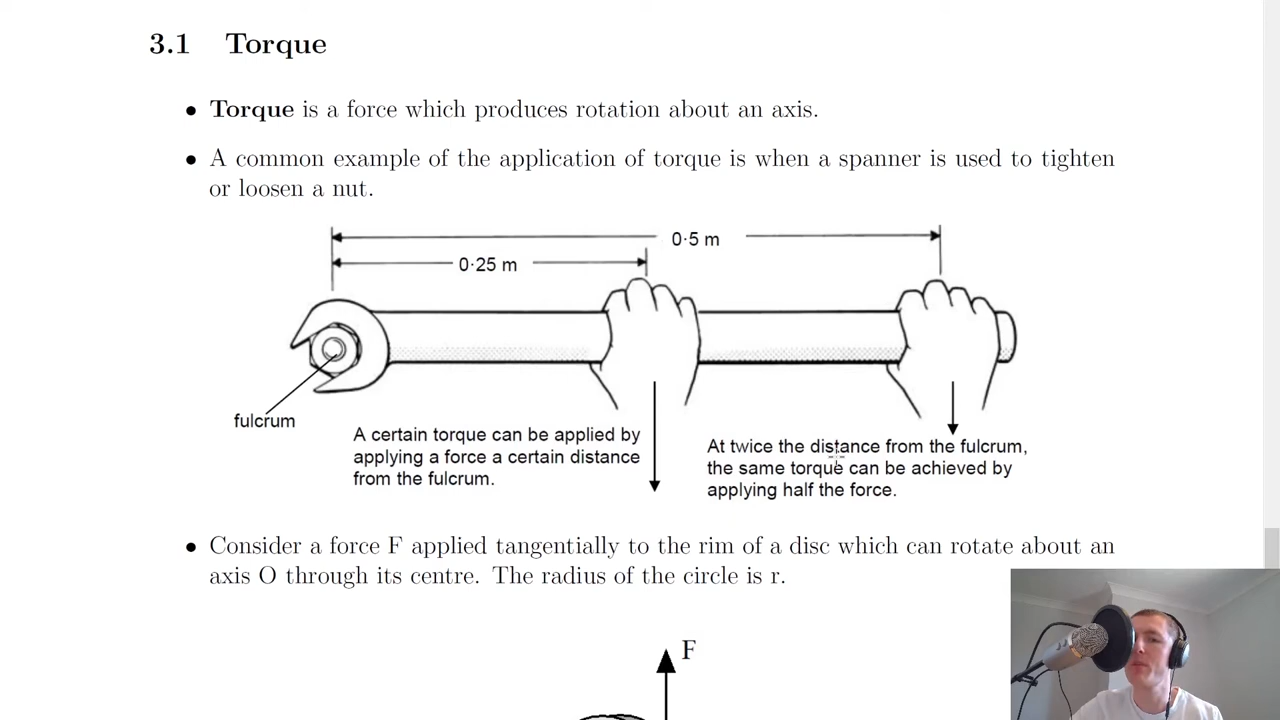 3.1 Torque
• Torque is a force which produces rotation about an axis.
• A common example of the application of torque is when a spanner is used to tighten
or loosen a nut.
0·5 m
0·25 m
fulcrum
A certain torque can be applied by
applying a force a certain distance
from the fulcrum.
At twice the distance from the fulcrum,
the same torque can be achieved by
applying half the force.
• Consider a force F applied tangentially to the rim of a disc which can rotate about an
axis O through its centre. The radius of the circle is r.
F